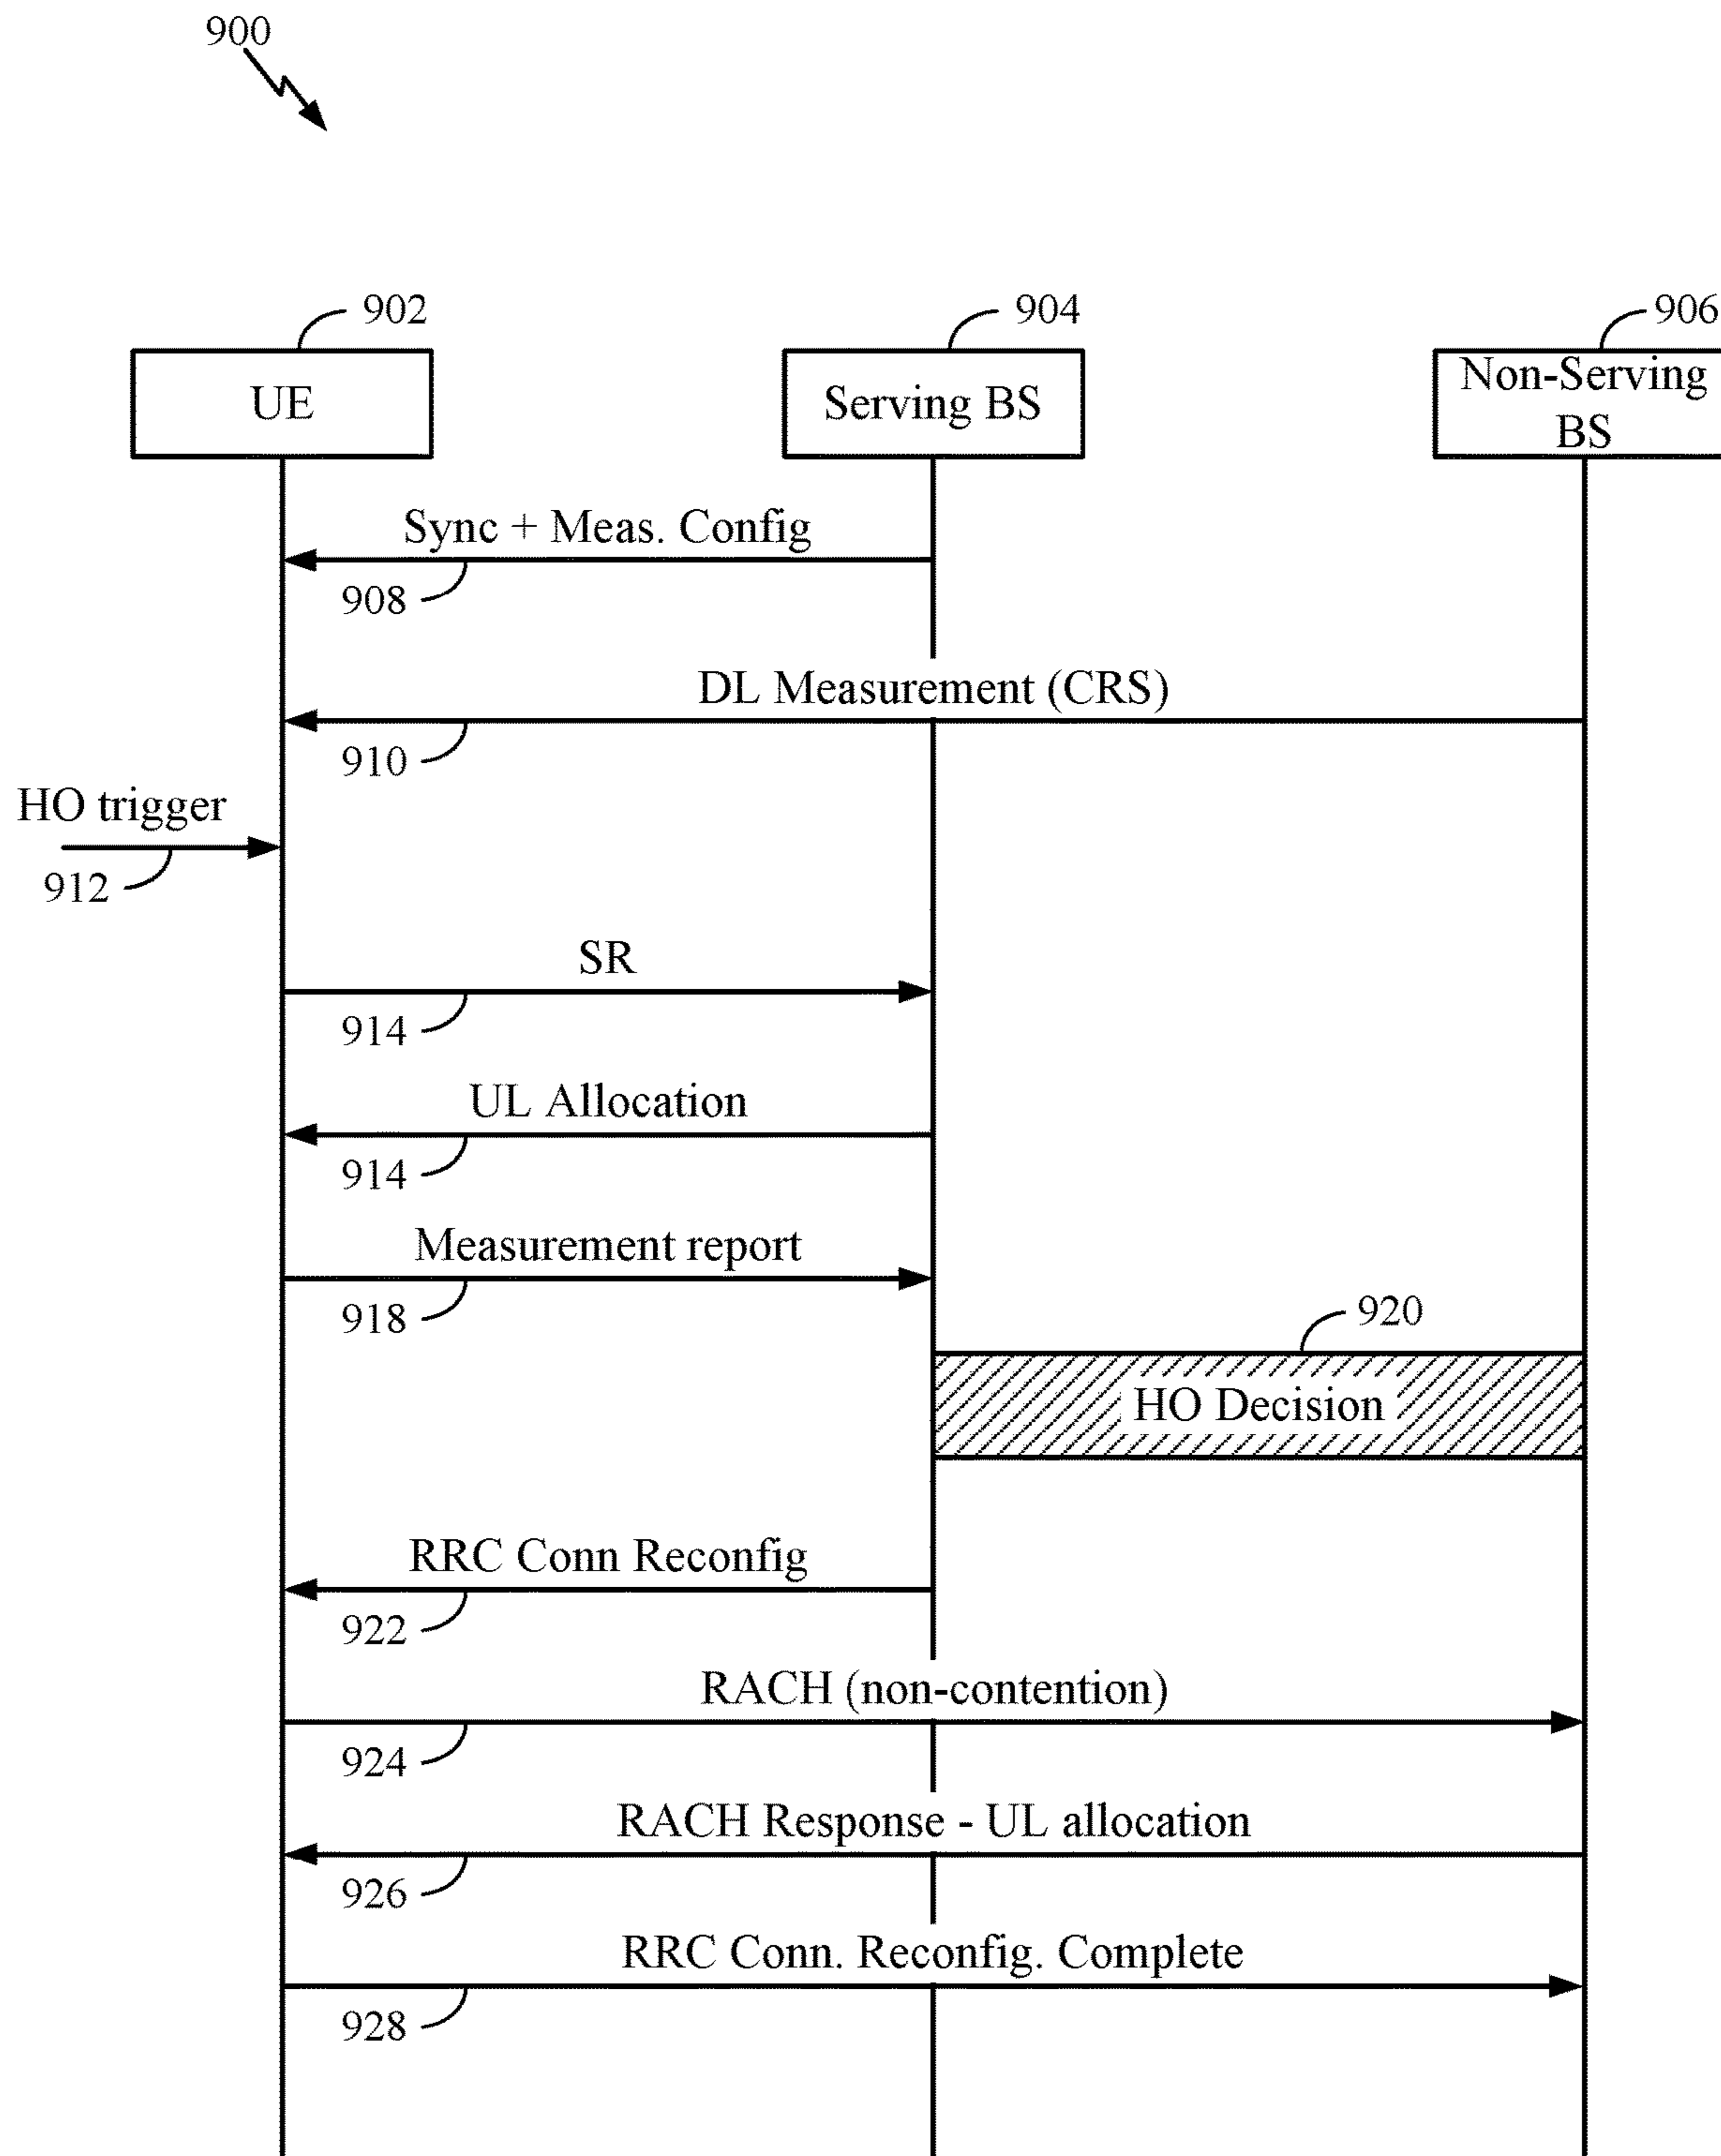 900
902
904
906
UE
Serving BS
Non-Serving
BS
Sync + Meas. Config
908
DL Measurement (CRS)
910
HO trigger
912
SR
914
UL Allocation
914
Measurement report
918
920
HO Decision
RRC Conn Reconfig
922
RACH (non-contention)
924
RACH Response - UL allocation
926
RRC Conn. Reconfig. Complete
928